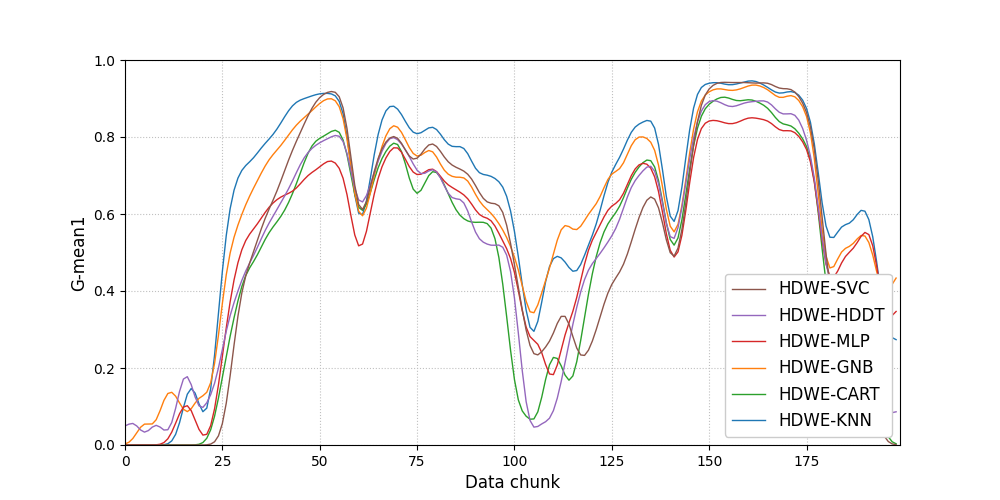 1.0
0.8
0.6
0.4
0.2
0.0
G-mean1
0
25
50
75
100
125
150
175
Data chunk
HDWE-SVC
HDWE-HDDT
HDWE-MLP
HDWE-GNB
HDWE-CART
HDWE-KNN